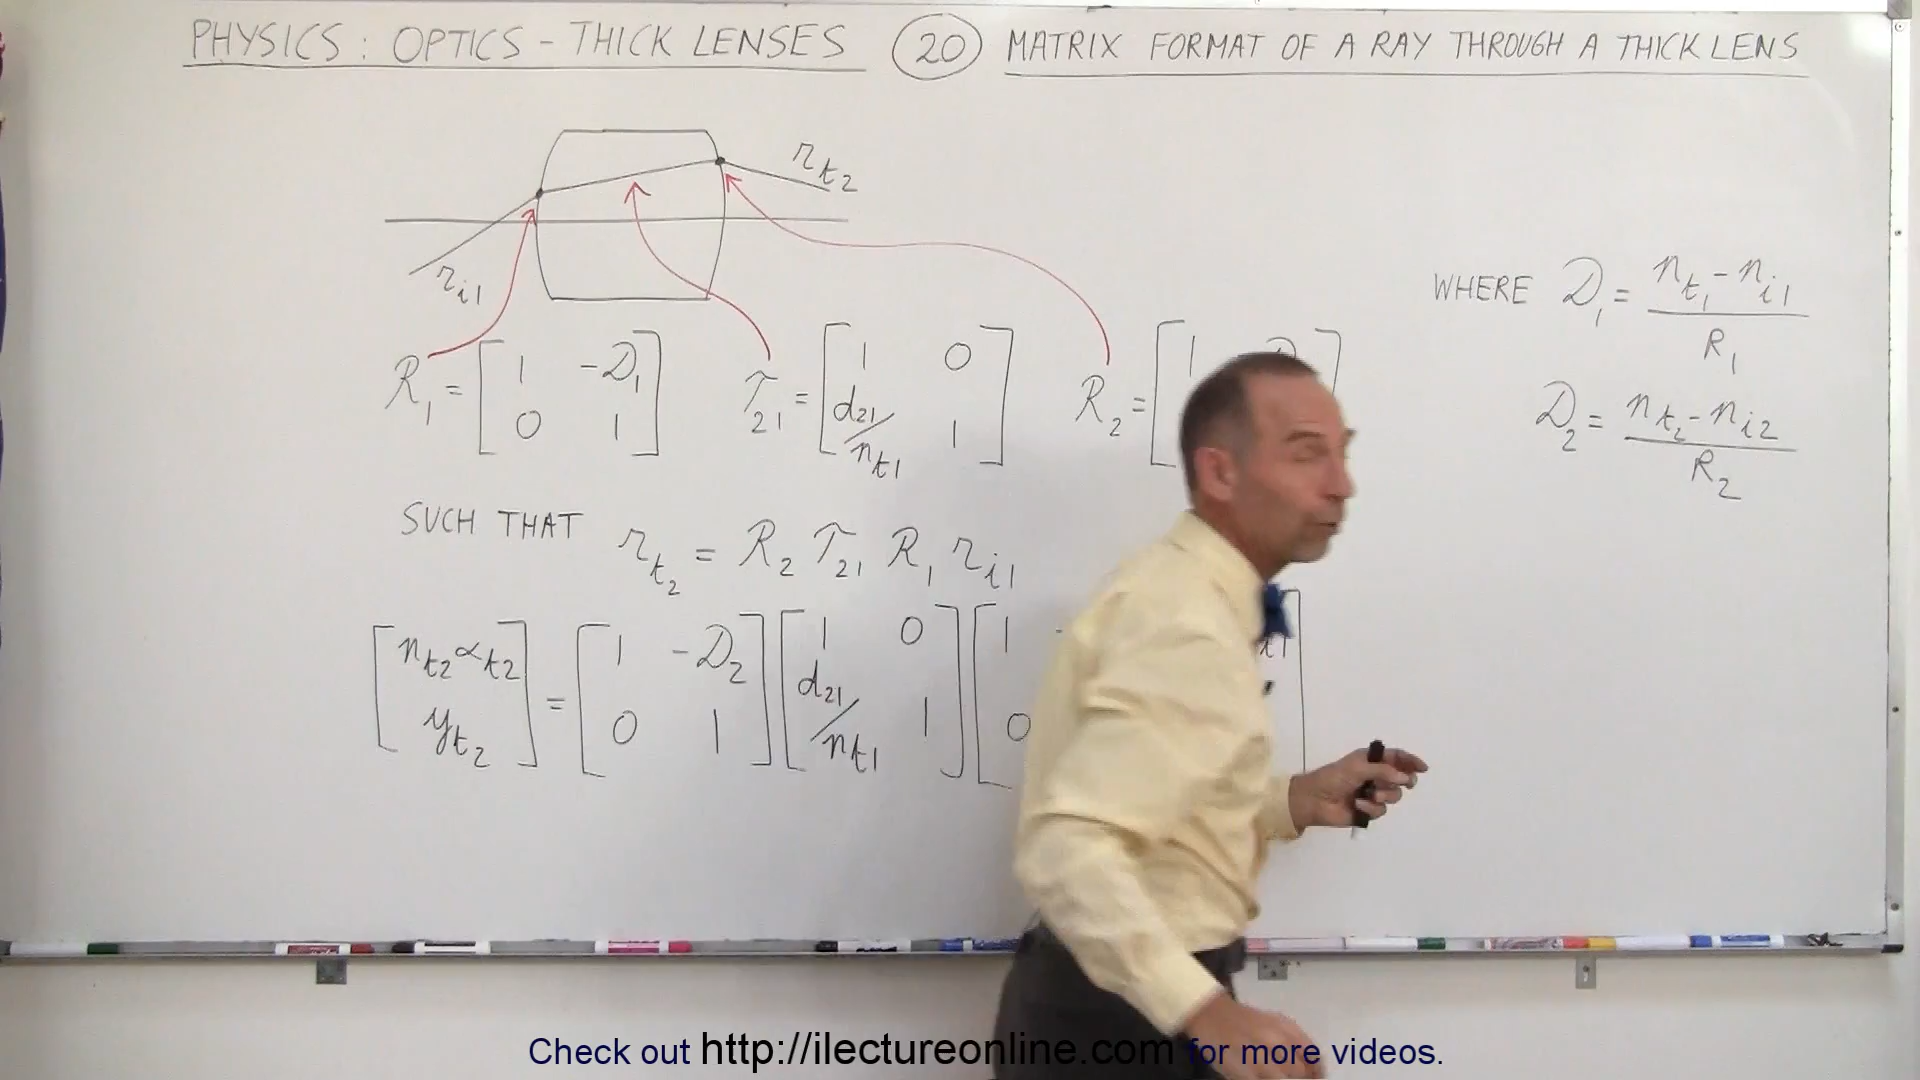 PHYSICS: OPTICS - THICK LENSES (20) MATRIX FORMAT OF A RAY THROUGH A THICK LENS
r_t2
r_i1
WHERE D_1 = (n_t1 - n_i1) / R_1
R_1 = [ 1 -D_1 ; 0 1 ] T_21 = [ 1 0 ; d_21/n_t1 1 ] R_2 = [ 1
D_2 = (n_t2 - n_i2) / R_2
SUCH THAT r_t2 = R_2 T_21 R_1 r_i1
[ n_t2 α_t2 ; y_t2 ] = [ 1 -D_2 ; 0 1 ] [ 1 0 ; d_21/n_t1 1 ] [ 1 - ; 0
Check out http://ilectureonline.com for more videos.